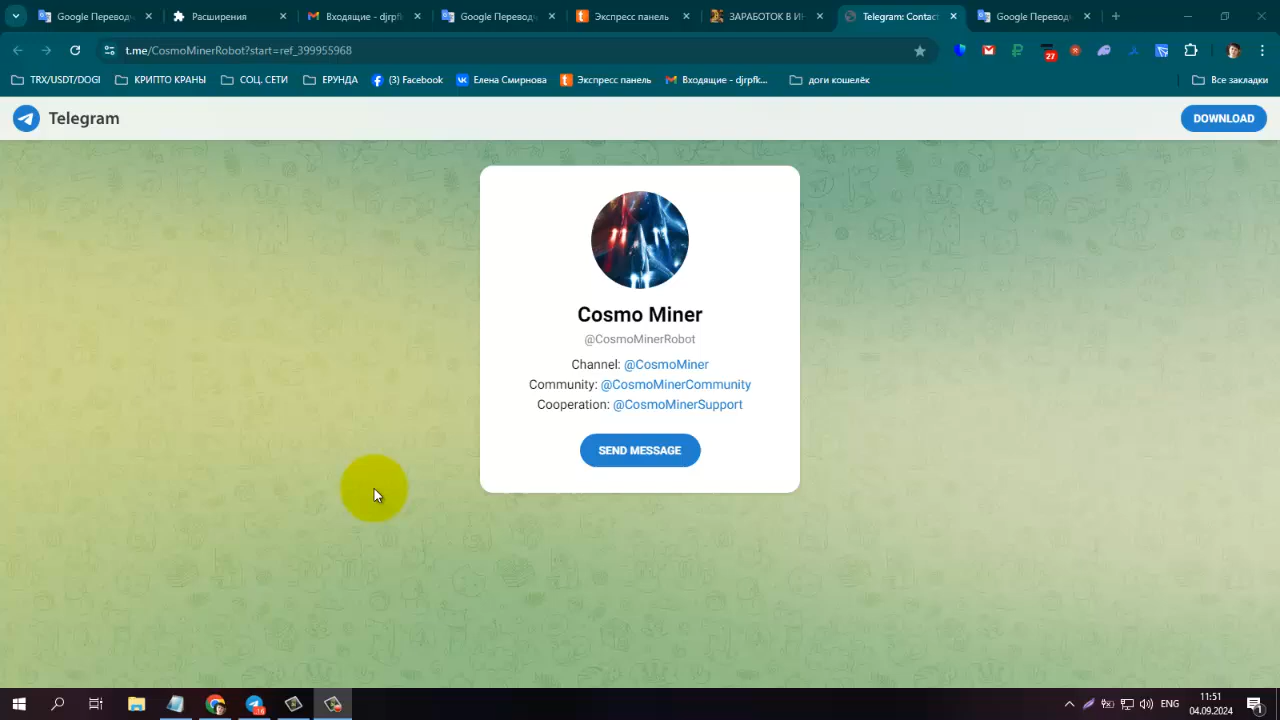 Google Перевод
Расширения
Входящие - djrpf
Google Перевод
Экспресс панель
ЗАРАБОТОК В ИН
Telegram: Contac
Google Перевод
t.me/CosmoMinerRobot?start=ref_399955968
27
TRX/USDT/DOGI
КРИПТО КРАНЫ
СОЦ. СЕТИ
ЕРУНДА
(3) Facebook
Елена Смирнова
Экспресс панель
Входящие - djrpfk...
доги кошелёк
Все закладки
Telegram
DOWNLOAD
Cosmo Miner
@CosmoMinerRobot
Channel: @CosmoMiner
Community: @CosmoMinerCommunity
Cooperation: @CosmoMinerSupport
SEND MESSAGE
ENG
11:51
04.09.2024